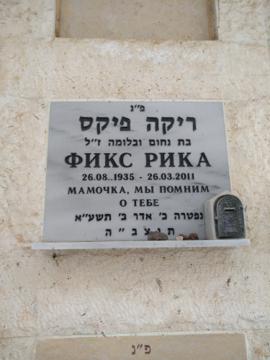 פ״נ
ריקה פיקס
בת נחום ובלומה ז״ל
ФИКС РИКА
26.08..1935 - 26.03.2011
МАМОЧКА, МЫ ПОМНИМ
О ТЕБЕ
נפטרה כ׳ אדר ב׳ תשע״א
ת נ צ ב ״ ה
פ״נ